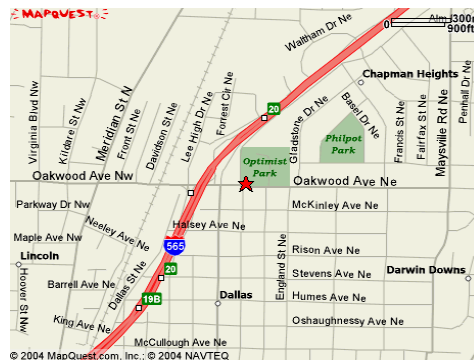 MAPQUEST
Waltham Dr Ne
300m
900ft
Chapman Heights
Virginia Blvd Nw
Kildare St Nw
Meridian St N
Front St Ne
Davidson St Ne
Lee High Dr Ne
Forrest Cir Ne
20
Gladstone Dr Ne
Basel Dr Ne
Philpot
Park
Francis St Ne
Fairfax St Ne
Maysville Rd Ne
Penhall Dr Ne
Optimist
Park
Oakwood Ave Nw
Oakwood Ave Ne
Parkway Dr Nw
McKinley Ave Ne
Neeley Ave Ne
Halsey Ave Ne
Maple Ave Nw
565
Lincoln
Rison Ave Ne
England St Ne
Hoover St Nw
Dallas St Ne
20
Stevens Ave Ne
Darwin Downs
Barrell Ave Ne
19B
Dallas
Humes Ave Ne
King Ave Ne
Oshaughnessy Ave Ne
McCullough Ave Ne
© 2004 MapQuest.com, Inc.; © 2004 NAVTEQ